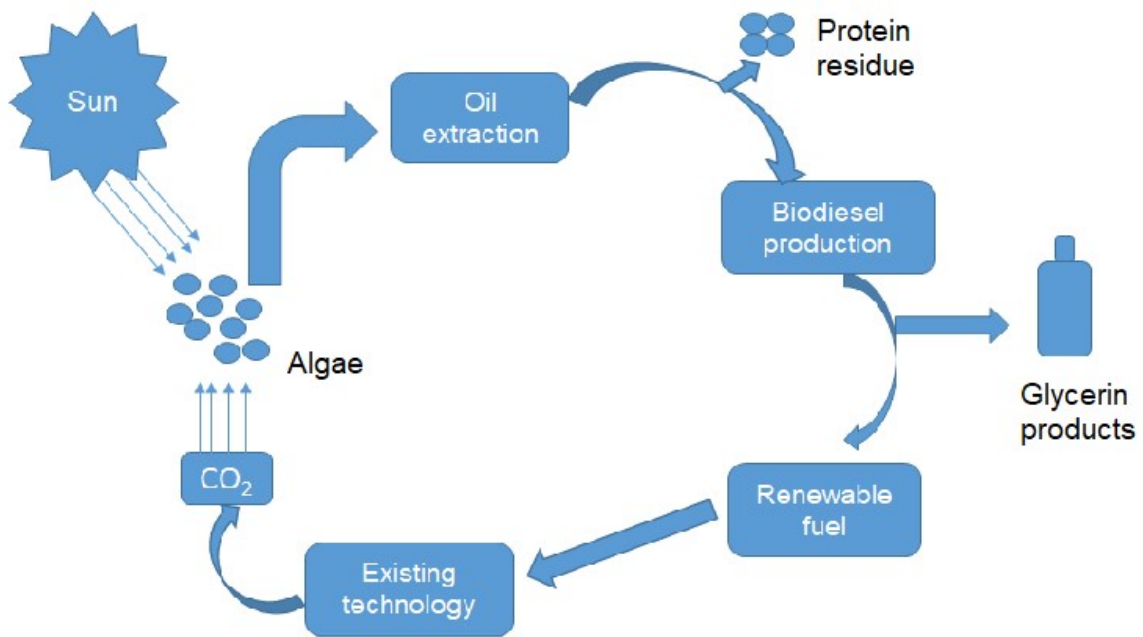 Sun
Oil
extraction
Protein
residue
Biodiesel
production
Algae
Glycerin
products
CO₂
Renewable
fuel
Existing
technology